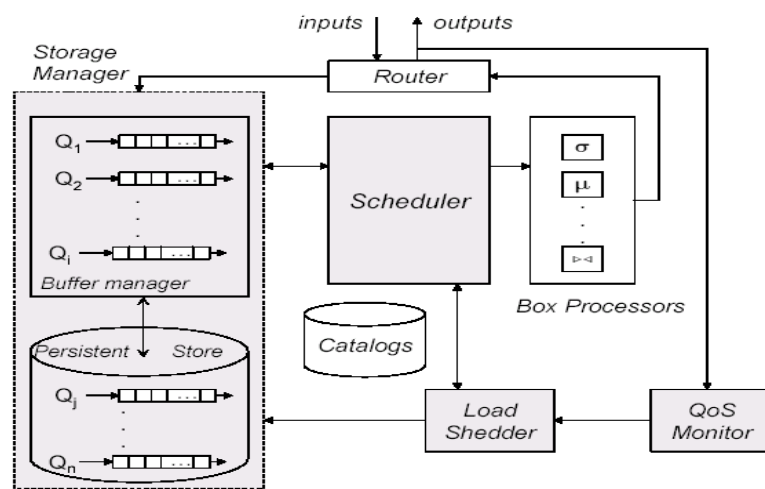 inputs outputs
Storage
Manager
Router
Q1
...
Q2
...
Qi
...
Buffer manager
Scheduler
σ
μ
⋈
Box Processors
Persistent Store
Catalogs
Qj
...
Qn
...
Load
Shedder
QoS
Monitor